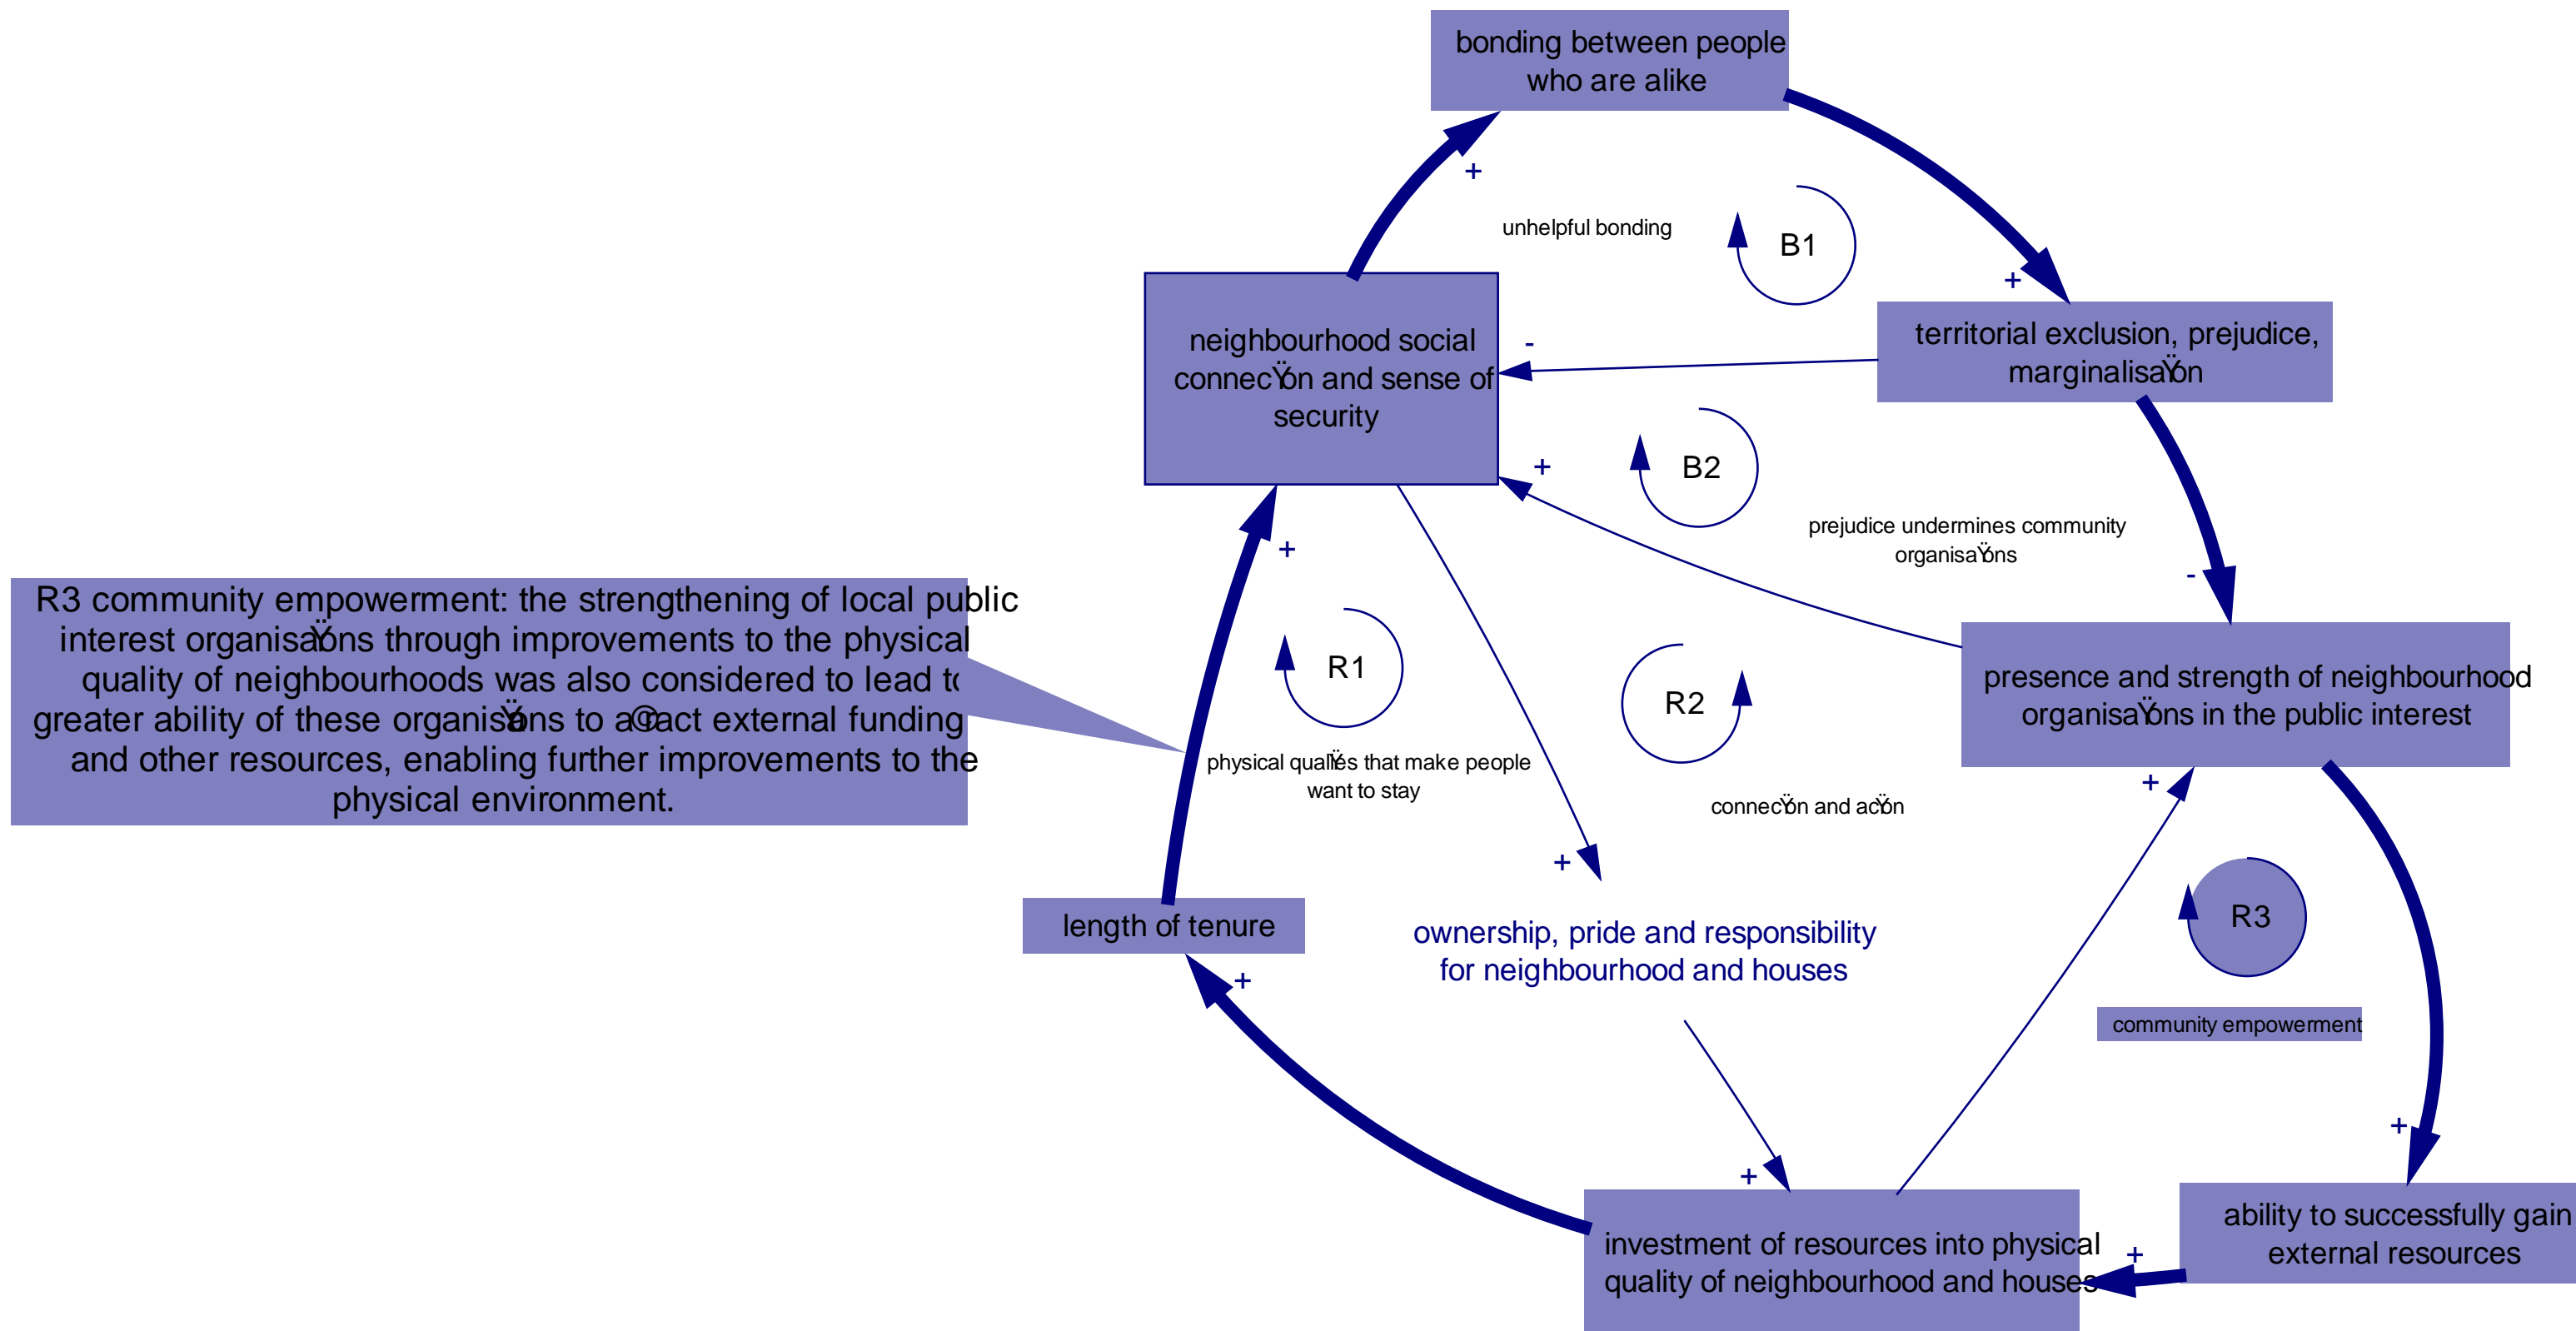 bonding between people
who are alike
+
unhelpful bonding
B1
+
neighbourhood social
connecŸon and sense of
security
-
territorial exclusion, prejudice,
marginalisaŸon
+
B2
prejudice undermines community
organisaŸons
-
+
R3 community empowerment: the strengthening of local public
interest organisaŸons through improvements to the physical
quality of neighbourhoods was also considered to lead to
greater ability of these organisaŸons to a©ract external funding
and other resources, enabling further improvements to the
physical environment.
R1
physical qualiŸes that make people
want to stay
R2
connecŸon and acŸon
presence and strength of neighbourhood
organisaŸons in the public interest
+
+
length of tenure
+
ownership, pride and responsibility
for neighbourhood and houses
R3
community empowerment
+
+
investment of resources into physical
quality of neighbourhood and houses
+
ability to successfully gain
external resources